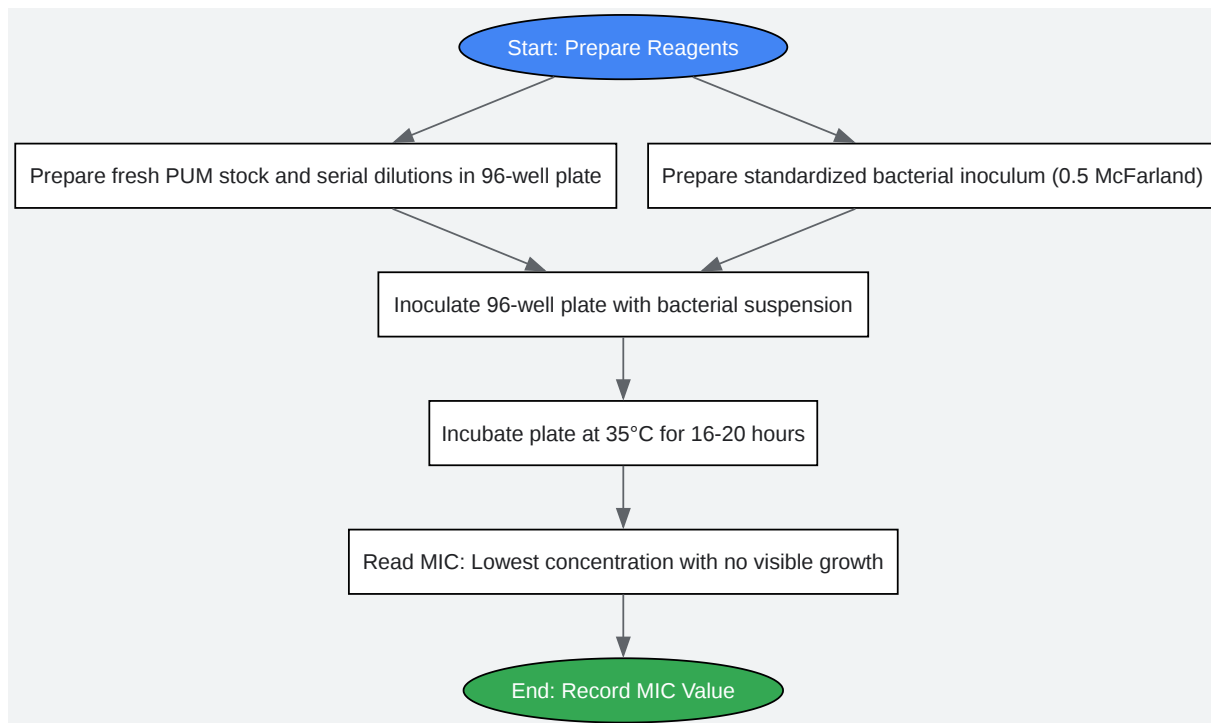 Start: Prepare Reagents
Prepare fresh PUM stock and serial dilutions in 96-well plate
Prepare standardized bacterial inoculum (0.5 McFarland)
Inoculate 96-well plate with bacterial suspension
Incubate plate at 35°C for 16-20 hours
Read MIC: Lowest concentration with no visible growth
End: Record MIC Value